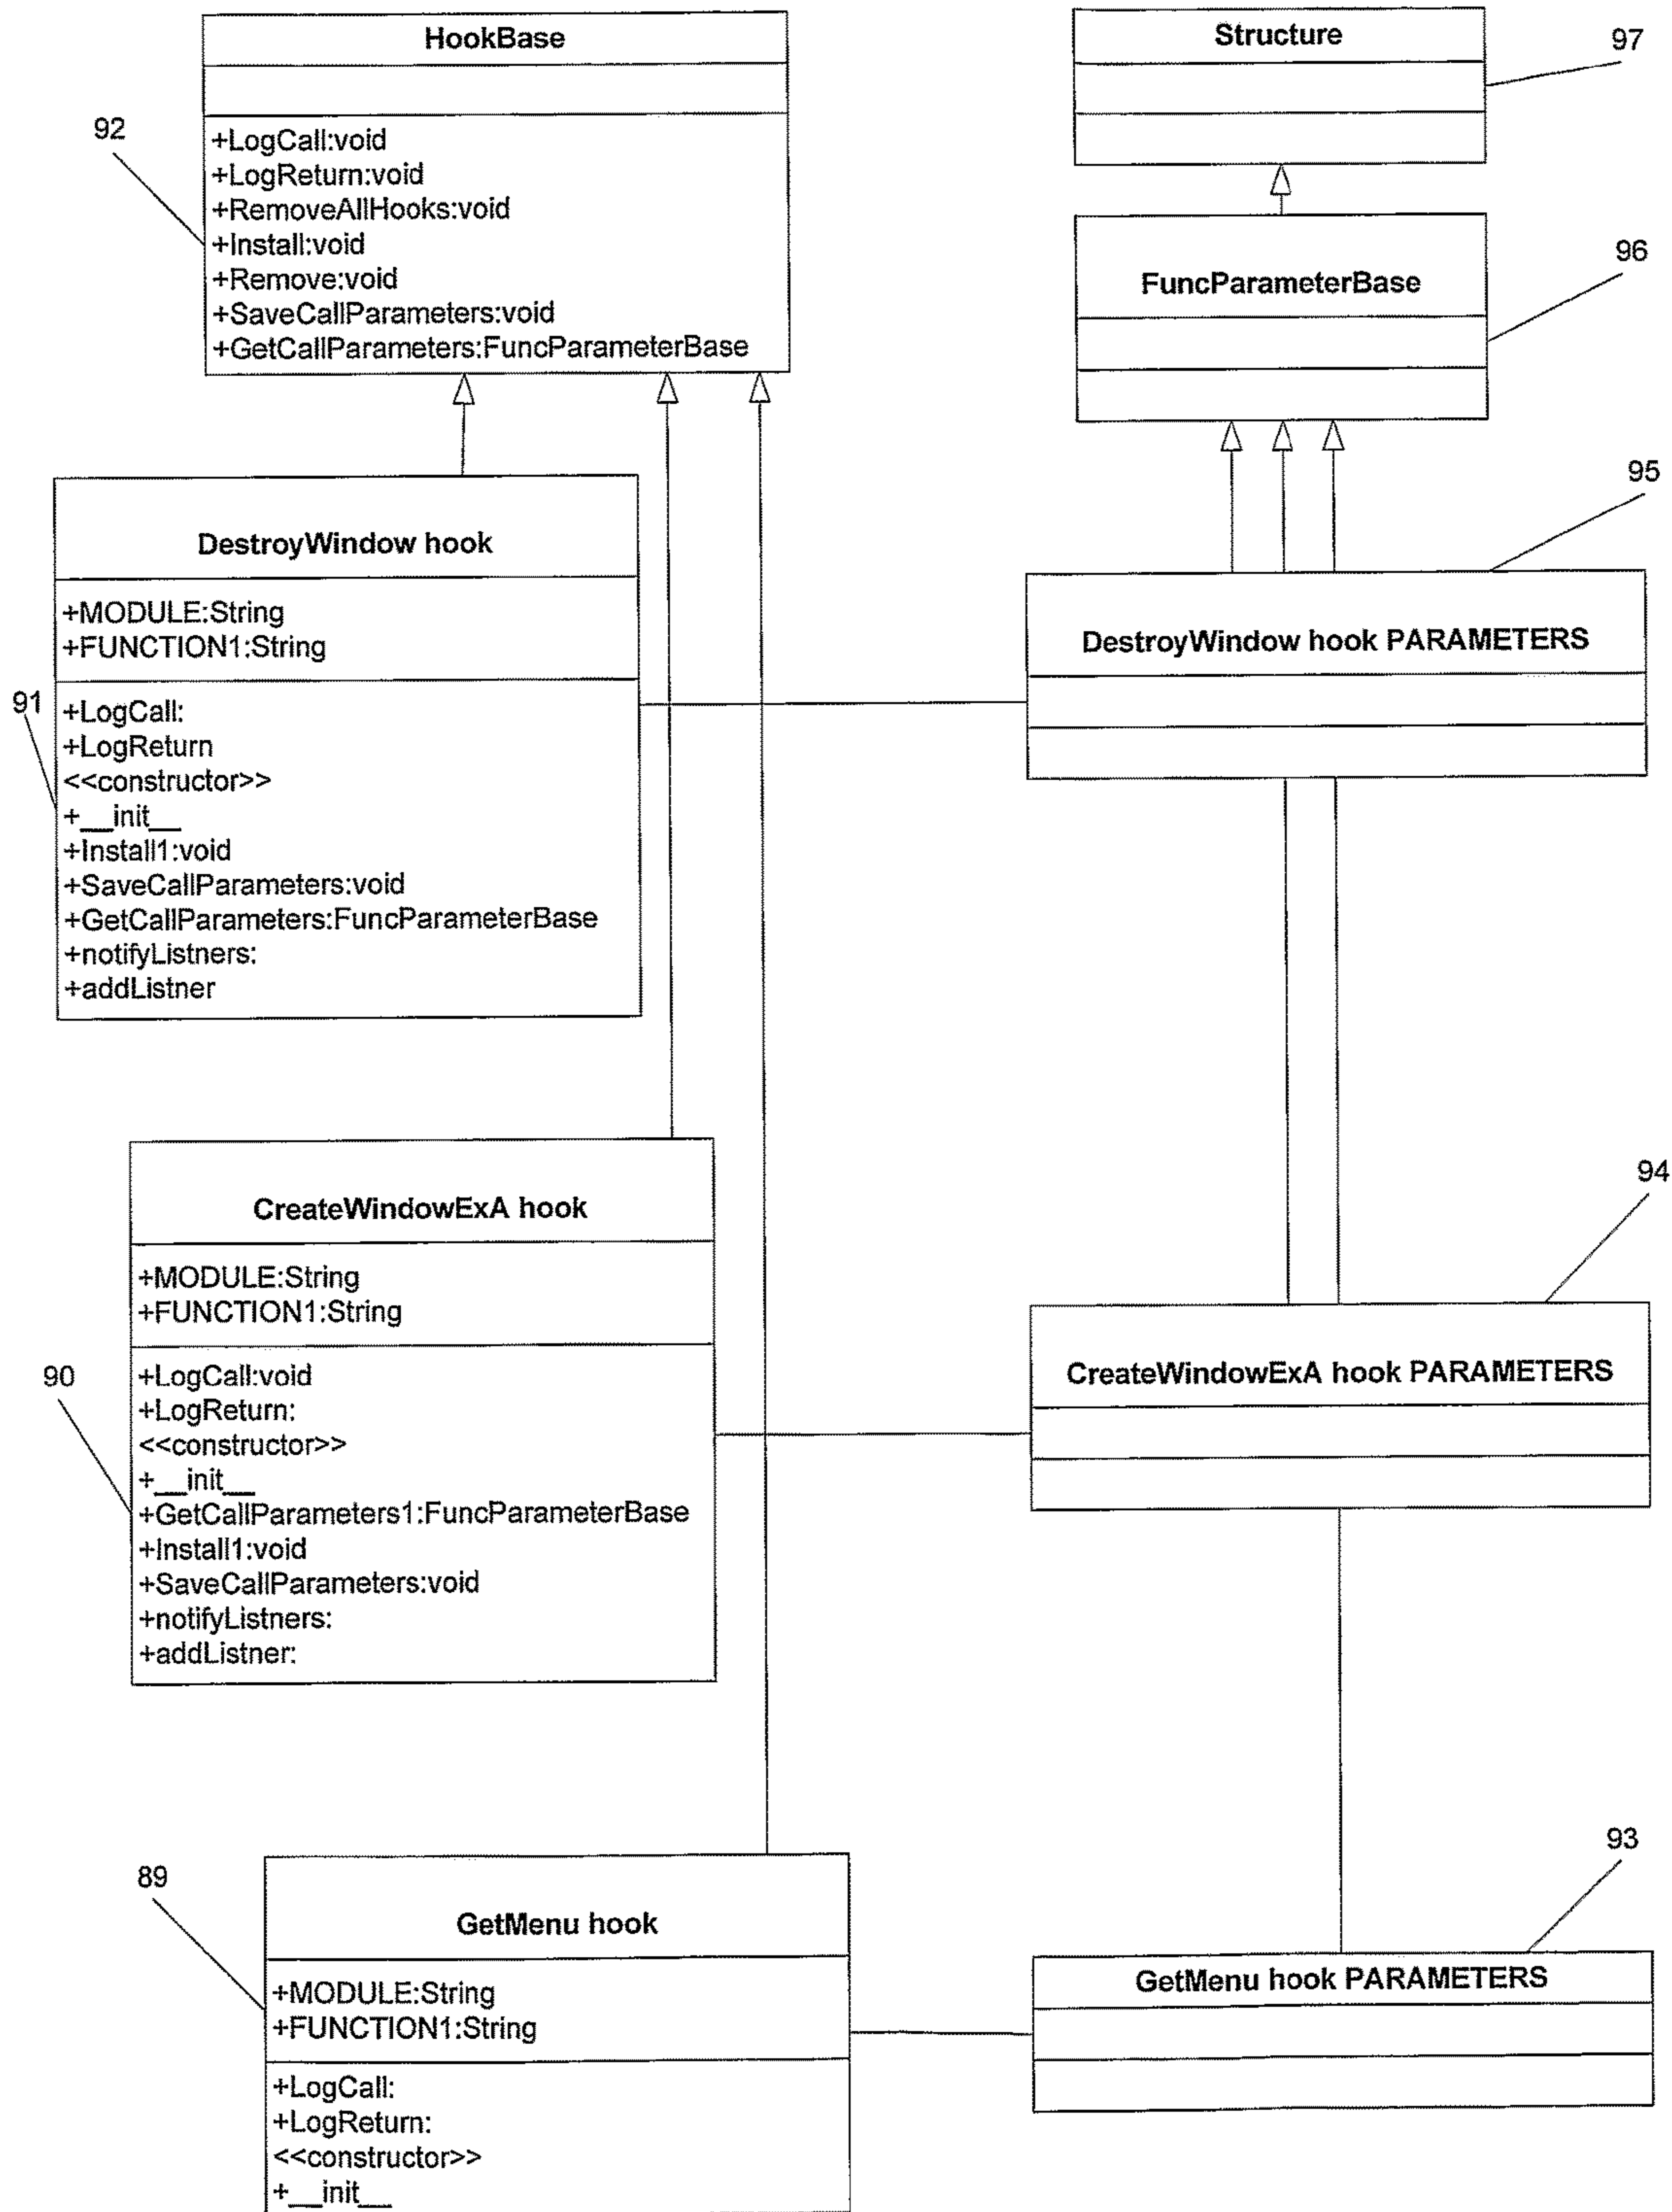 HookBase
+LogCall:void
+LogReturn:void
+RemoveAllHooks:void
+Install:void
+Remove:void
+SaveCallParameters:void
+GetCallParameters:FuncParameterBase
92
Structure
97
FuncParameterBase
96
DestroyWindow hook
+MODULE:String
+FUNCTION1:String
+LogCall:
+LogReturn
<<constructor>>
+__init__
+Install1:void
+SaveCallParameters:void
+GetCallParameters:FuncParameterBase
+notifyListners:
+addListner
91
95
DestroyWindow hook PARAMETERS
CreateWindowExA hook
+MODULE:String
+FUNCTION1:String
+LogCall:void
+LogReturn:
<<constructor>>
+__init__
+GetCallParameters1:FuncParameterBase
+Install1:void
+SaveCallParameters:void
+notifyListners:
+addListner:
90
94
CreateWindowExA hook PARAMETERS
89
GetMenu hook
+MODULE:String
+FUNCTION1:String
+LogCall:
+LogReturn:
<<constructor>>
+__init__
93
GetMenu hook PARAMETERS